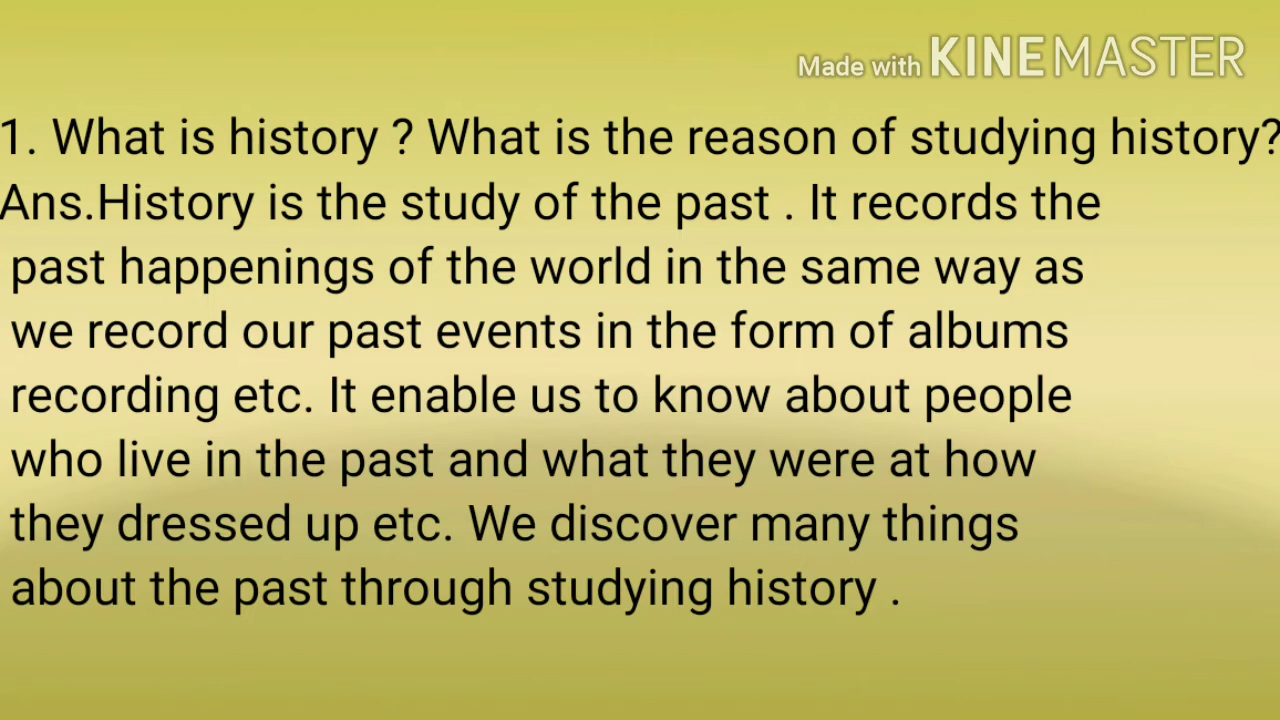 Made with KINEMASTER
1. What is history ? What is the reason of studying history?
Ans.History is the study of the past . It records the
past happenings of the world in the same way as
we record our past events in the form of albums
recording etc. It enable us to know about people
who live in the past and what they were at how
they dressed up etc. We discover many things
about the past through studying history .